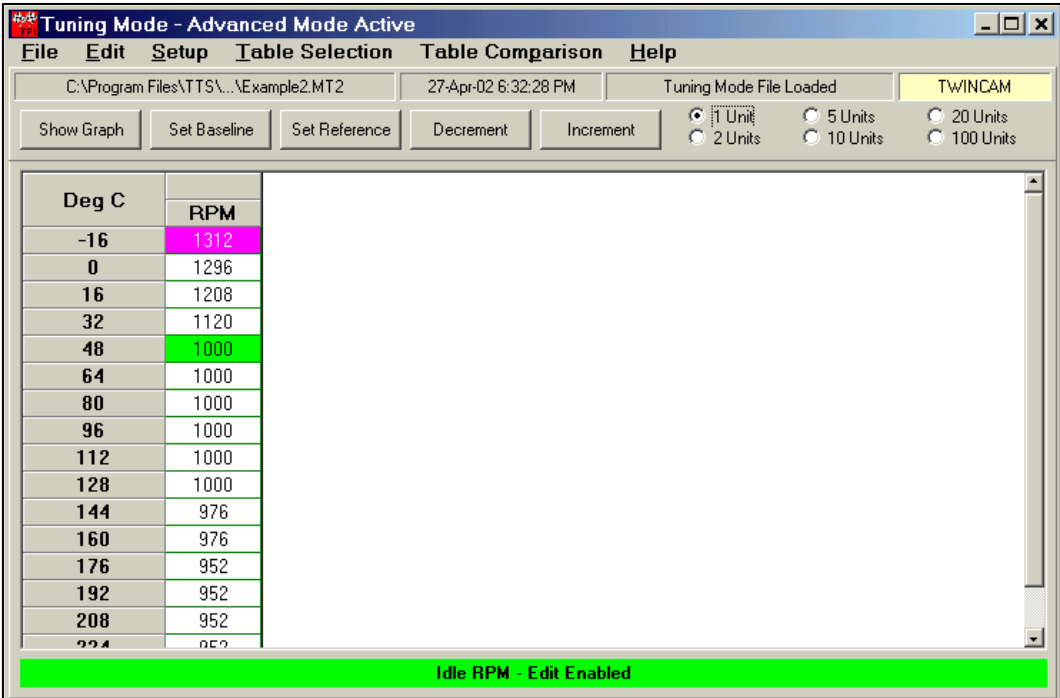 Tuning Mode - Advanced Mode Active
File Edit Setup Table Selection Table Comparison Help
C:\Program Files\TTS\...\Example2.MT2 27-Apr-02 6:32:28 PM Tuning Mode File Loaded TWINCAM
Show Graph Set Baseline Set Reference Decrement Increment
1 Unit 5 Units 20 Units
2 Units 10 Units 100 Units
Deg C RPM
-16 1312
0 1296
16 1208
32 1120
48 1000
64 1000
80 1000
96 1000
112 1000
128 1000
144 976
160 976
176 952
192 952
208 952
224 952
Idle RPM - Edit Enabled